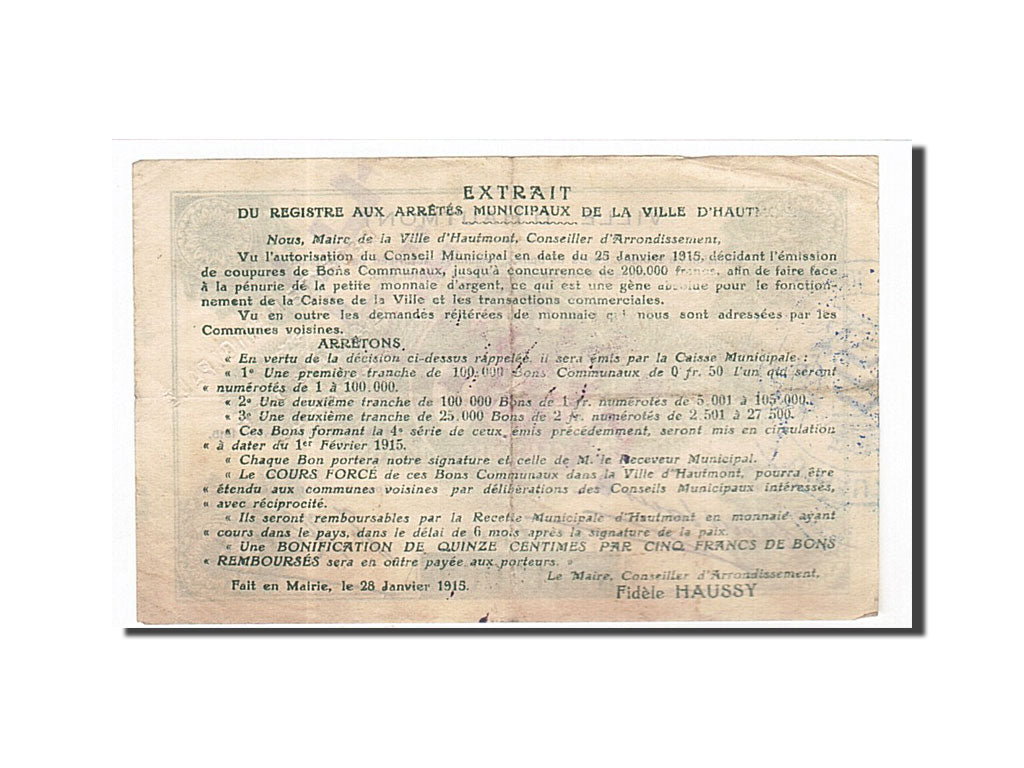 EXTRAIT
DU REGISTRE AUX ARRÊTÉS MUNICIPAUX DE LA VILLE D'HAUTM
Nous, Maire de la Ville d'Hautmont, Conseiller d'Arrondissement,
Vu l'autorisation du Conseil Municipal en date du 25 Janvier 1915, décidant l'émission
de coupures de Bons Communaux, jusqu'à concurrence de 200.000 francs, afin de faire face
à la pénurie de la petite monnaie d'argent, ce qui est une gêne absolue pour le fonction-
nement de la Caisse de la Ville et les transactions commerciales.
Vu en outre les demandes réitérées de monnaie qui nous sont adressées par les
Communes voisines.
ARRÊTONS
« En vertu de la décision ci-dessus rappelée, il sera émis par la Caisse Municipale :
« 1º Une première tranche de 100.000 Bons Communaux de 0 fr. 50 l'un qui seront
« numérotés de 1 à 100.000.
« 2º Une deuxième tranche de 100 000 Bons de 1 fr. numérotés de 5.001 à 105 000.
« 3º Une deuxième tranche de 25.000 Bons de 2 fr. numérotés de 2 501 à 27 500.
« Ces Bons formant la 4e série de ceux émis précédemment, seront mis en circulation
« à dater du 1er Février 1915.
« Chaque Bon portera notre signature et celle de M. le Receveur Municipal.
« Le COURS FORCÉ de ces Bons Communaux dans la Ville d'Hautmont, pourra être
« étendu aux communes voisines par délibérations des Conseils Municipaux intéressés,
« avec réciprocité.
« Ils seront remboursables par la Recette Municipale d'Hautmont en monnaie ayant
« cours dans le pays, dans le délai de 6 mois après la signature de la paix.
« Une BONIFICATION DE QUINZE CENTIMES PAR CINQ FRANCS DE BONS
« REMBOURSÉS sera en oûtre payée aux porteurs. »
Le Maire, Conseiller d'Arrondissement,
Fait en Mairie, le 28 Janvier 1915.
Fidèle HAUSSY